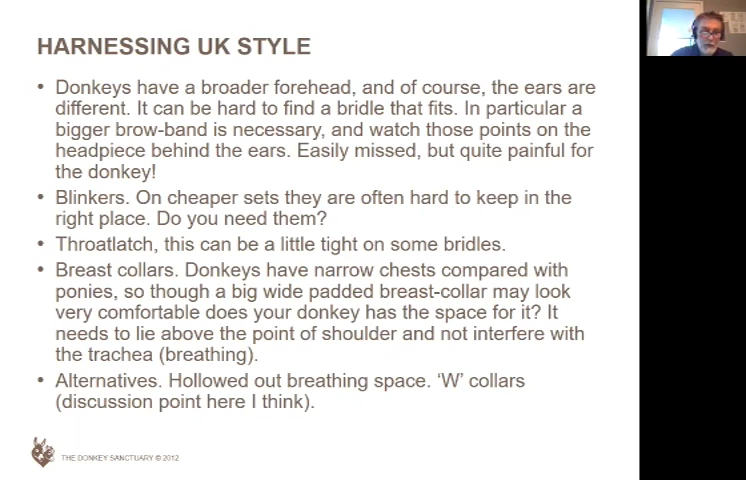 HARNESSING UK STYLE
• Donkeys have a broader forehead, and of course, the ears are
different. It can be hard to find a bridle that fits. In particular a
bigger brow-band is necessary, and watch those points on the
headpiece behind the ears. Easily missed, but quite painful for
the donkey!
• Blinkers. On cheaper sets they are often hard to keep in the
right place. Do you need them?
• Throatlatch, this can be a little tight on some bridles.
• Breast collars. Donkeys have narrow chests compared with
ponies, so though a big wide padded breast-collar may look
very comfortable does your donkey has the space for it? It
needs to lie above the point of shoulder and not interfere with
the trachea (breathing).
• Alternatives. Hollowed out breathing space. ‘W’ collars
(discussion point here I think).
THE DONKEY SANCTUARY © 2012